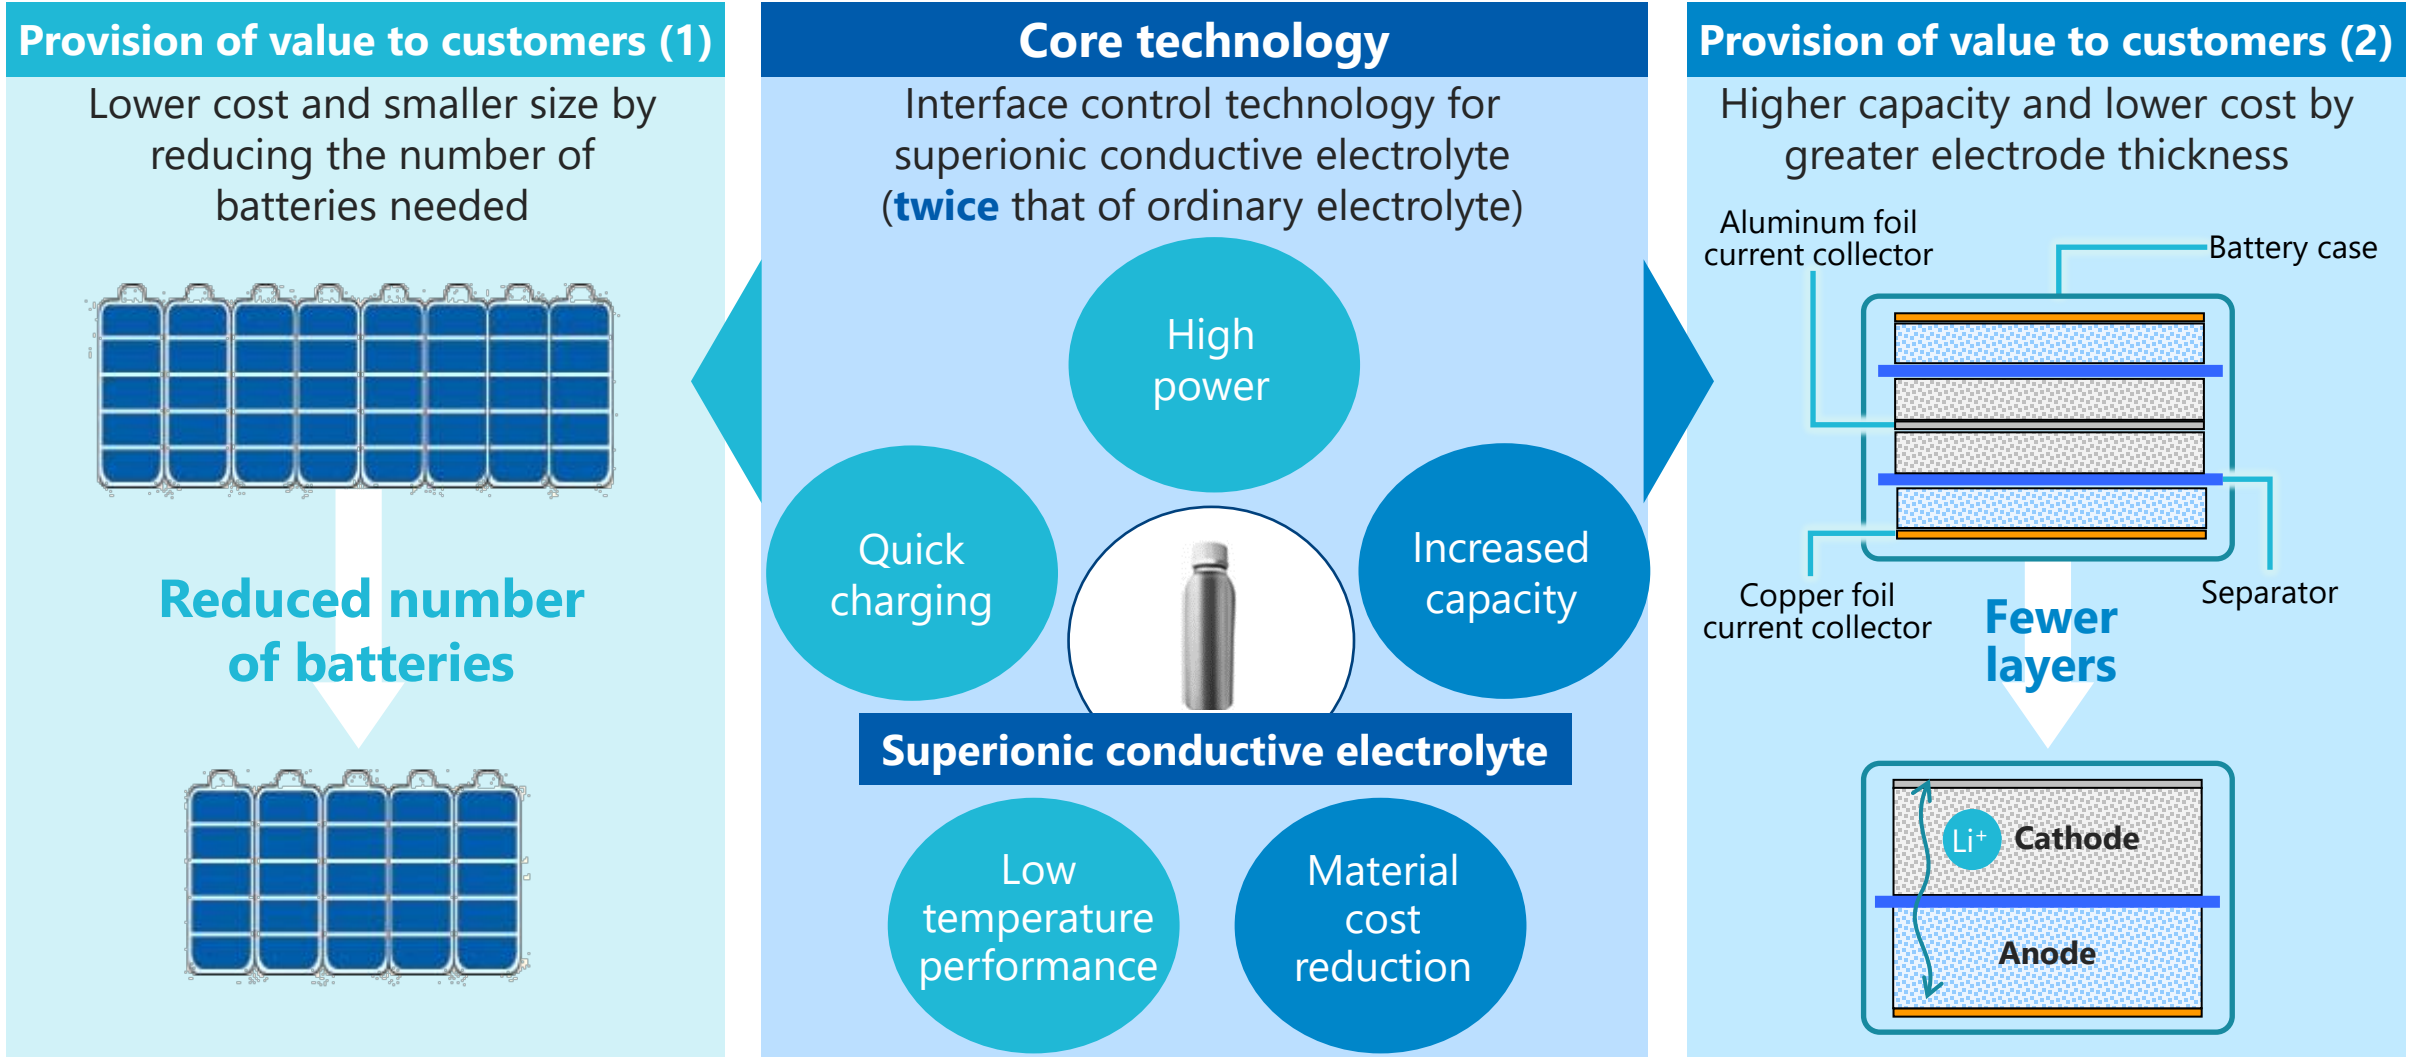 Provision of value to customers (1)
Lower cost and smaller size by
reducing the number of
batteries needed
Reduced number
of batteries
Core technology
Interface control technology for
superionic conductive electrolyte
(twice that of ordinary electrolyte)
High
power
Quick
charging
Increased
capacity
Superionic conductive electrolyte
Low
temperature
performance
Material
cost
reduction
Provision of value to customers (2)
Higher capacity and lower cost by
greater electrode thickness
Aluminum foil
current collector
Battery case
Copper foil
current collector
Separator
Fewer
layers
Li⁺
Cathode
Anode